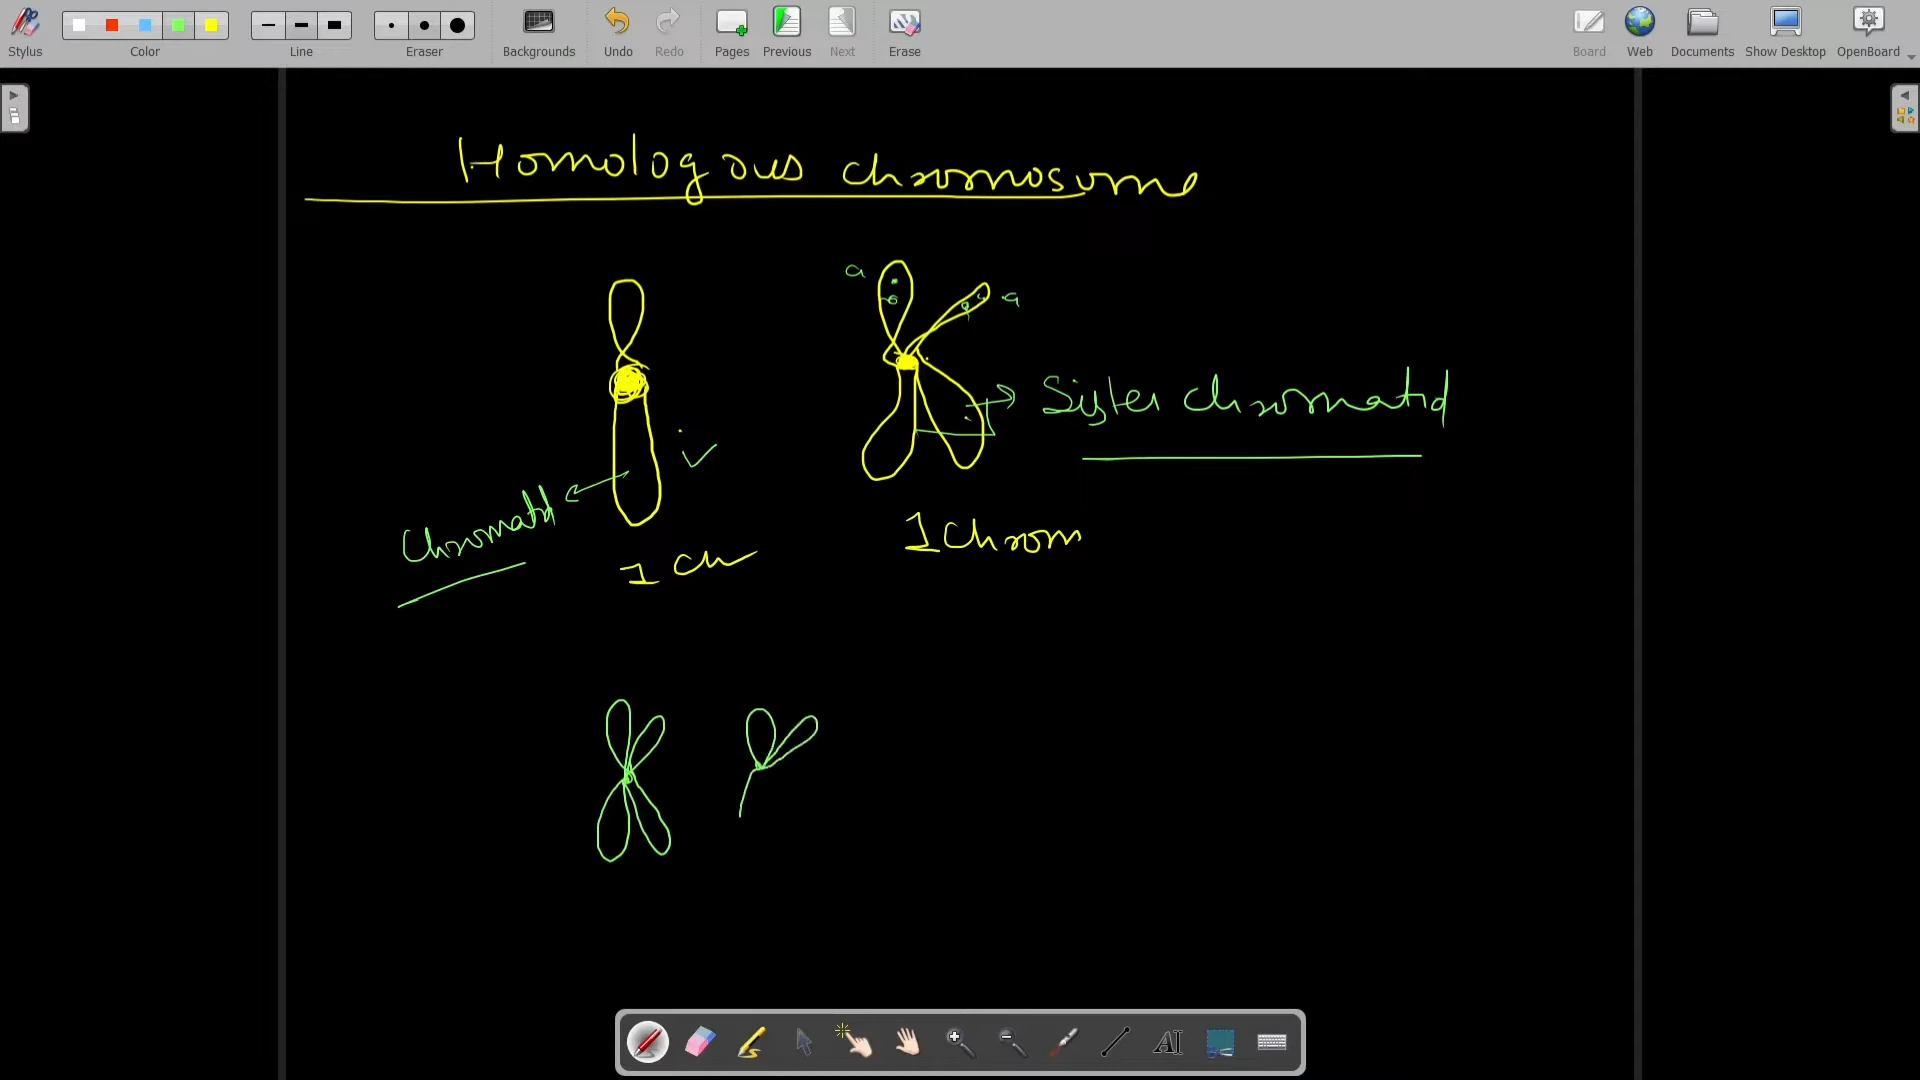 Stylus Color Line Eraser Backgrounds Undo Redo Pages Previous Next Erase Board Web Documents Show Desktop OpenBoard
Homologous chromosome
a a
a
Sister chromatid
Chromatid
1 Chrom
1 Ch
AI